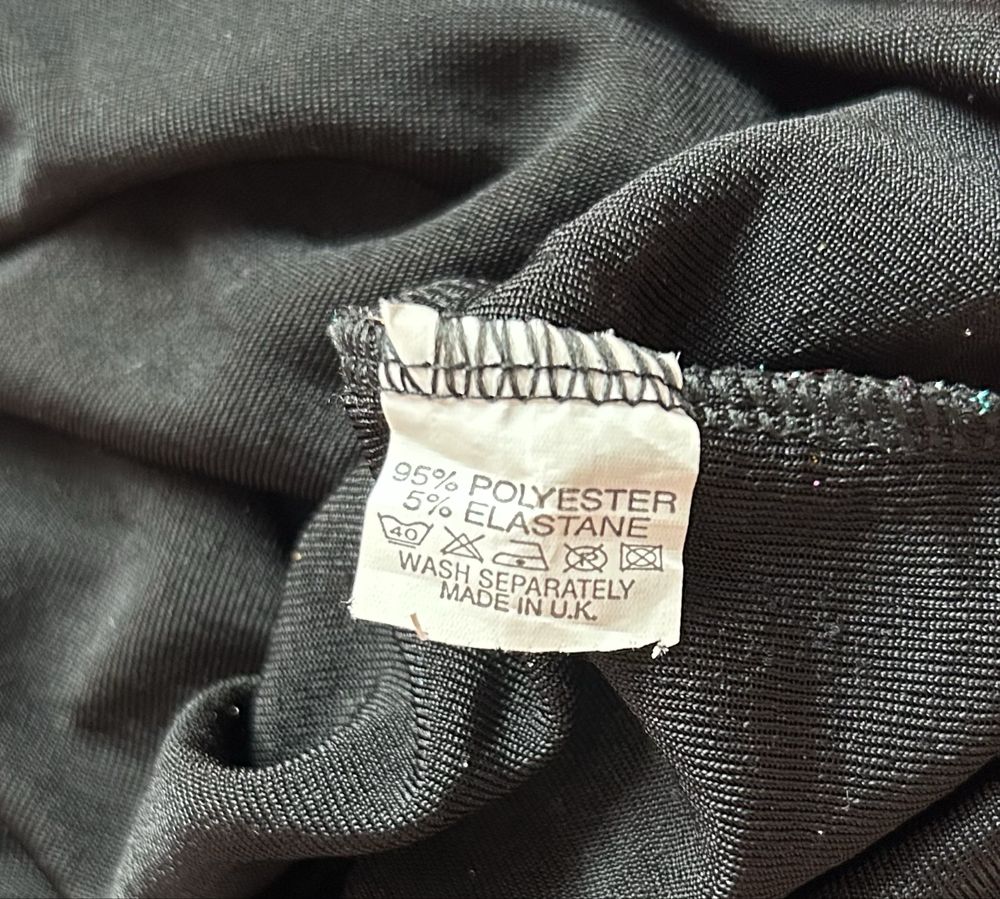 95% POLYESTER
5% ELASTANE
40 R
WASH SEPARATELY
MADE IN U.K.